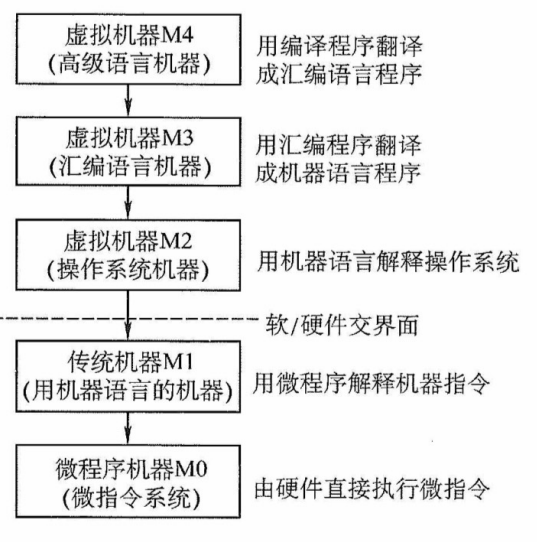 虚拟机器M4
(高级语言机器)
用编译程序翻译
成汇编语言程序
虚拟机器M3
(汇编语言机器)
用汇编程序翻译
成机器语言程序
虚拟机器M2
(操作系统机器)
用机器语言解释操作系统
软/硬件交界面
传统机器M1
(用机器语言的机器)
用微程序解释机器指令
微程序机器M0
(微指令系统)
由硬件直接执行微指令